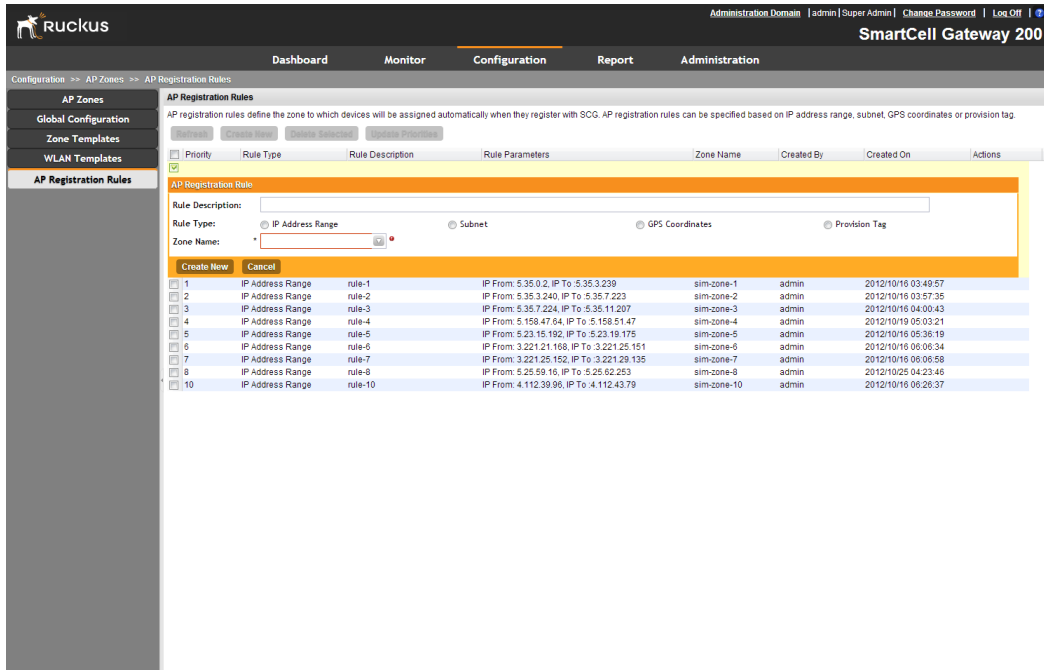 Ruckus
Administration Domain | admin | Super Admin | Change Password | Log Off | ?
SmartCell Gateway 200
Dashboard Monitor Configuration Report Administration
Configuration >> AP Zones >> AP Registration Rules
AP Zones
Global Configuration
Zone Templates
WLAN Templates
AP Registration Rules
AP Registration Rules
AP registration rules define the zone to which devices will be assigned automatically when they register with SCG. AP registration rules can be specified based on IP address range, subnet, GPS coordinates or provision tag.
Refresh Create New Delete Selected Update Priorities
Priority Rule Type Rule Description Rule Parameters Zone Name Created By Created On Actions
AP Registration Rule
Rule Description:
Rule Type: IP Address Range Subnet GPS Coordinates Provision Tag
Zone Name: *
Create New Cancel
1 IP Address Range rule-1 IP From: 5.35.0.2, IP To :5.35.3.239 sim-zone-1 admin 2012/10/16 03:49:57
2 IP Address Range rule-2 IP From: 5.35.3.240, IP To :5.35.7.223 sim-zone-2 admin 2012/10/16 03:57:35
3 IP Address Range rule-3 IP From: 5.35.7.224, IP To :5.35.11.207 sim-zone-3 admin 2012/10/16 04:00:43
4 IP Address Range rule-4 IP From: 5.158.47.64, IP To :5.158.51.47 sim-zone-4 admin 2012/10/19 05:03:21
5 IP Address Range rule-5 IP From: 5.23.15.192, IP To :5.23.19.175 sim-zone-5 admin 2012/10/16 05:36:19
6 IP Address Range rule-6 IP From: 3.221.21.168, IP To :3.221.25.151 sim-zone-6 admin 2012/10/16 06:06:34
7 IP Address Range rule-7 IP From: 3.221.25.152, IP To :3.221.29.135 sim-zone-7 admin 2012/10/16 06:06:58
8 IP Address Range rule-8 IP From: 5.25.59.16, IP To :5.25.62.253 sim-zone-8 admin 2012/10/25 04:23:46
10 IP Address Range rule-10 IP From: 4.112.39.96, IP To :4.112.43.79 sim-zone-10 admin 2012/10/16 06:26:37